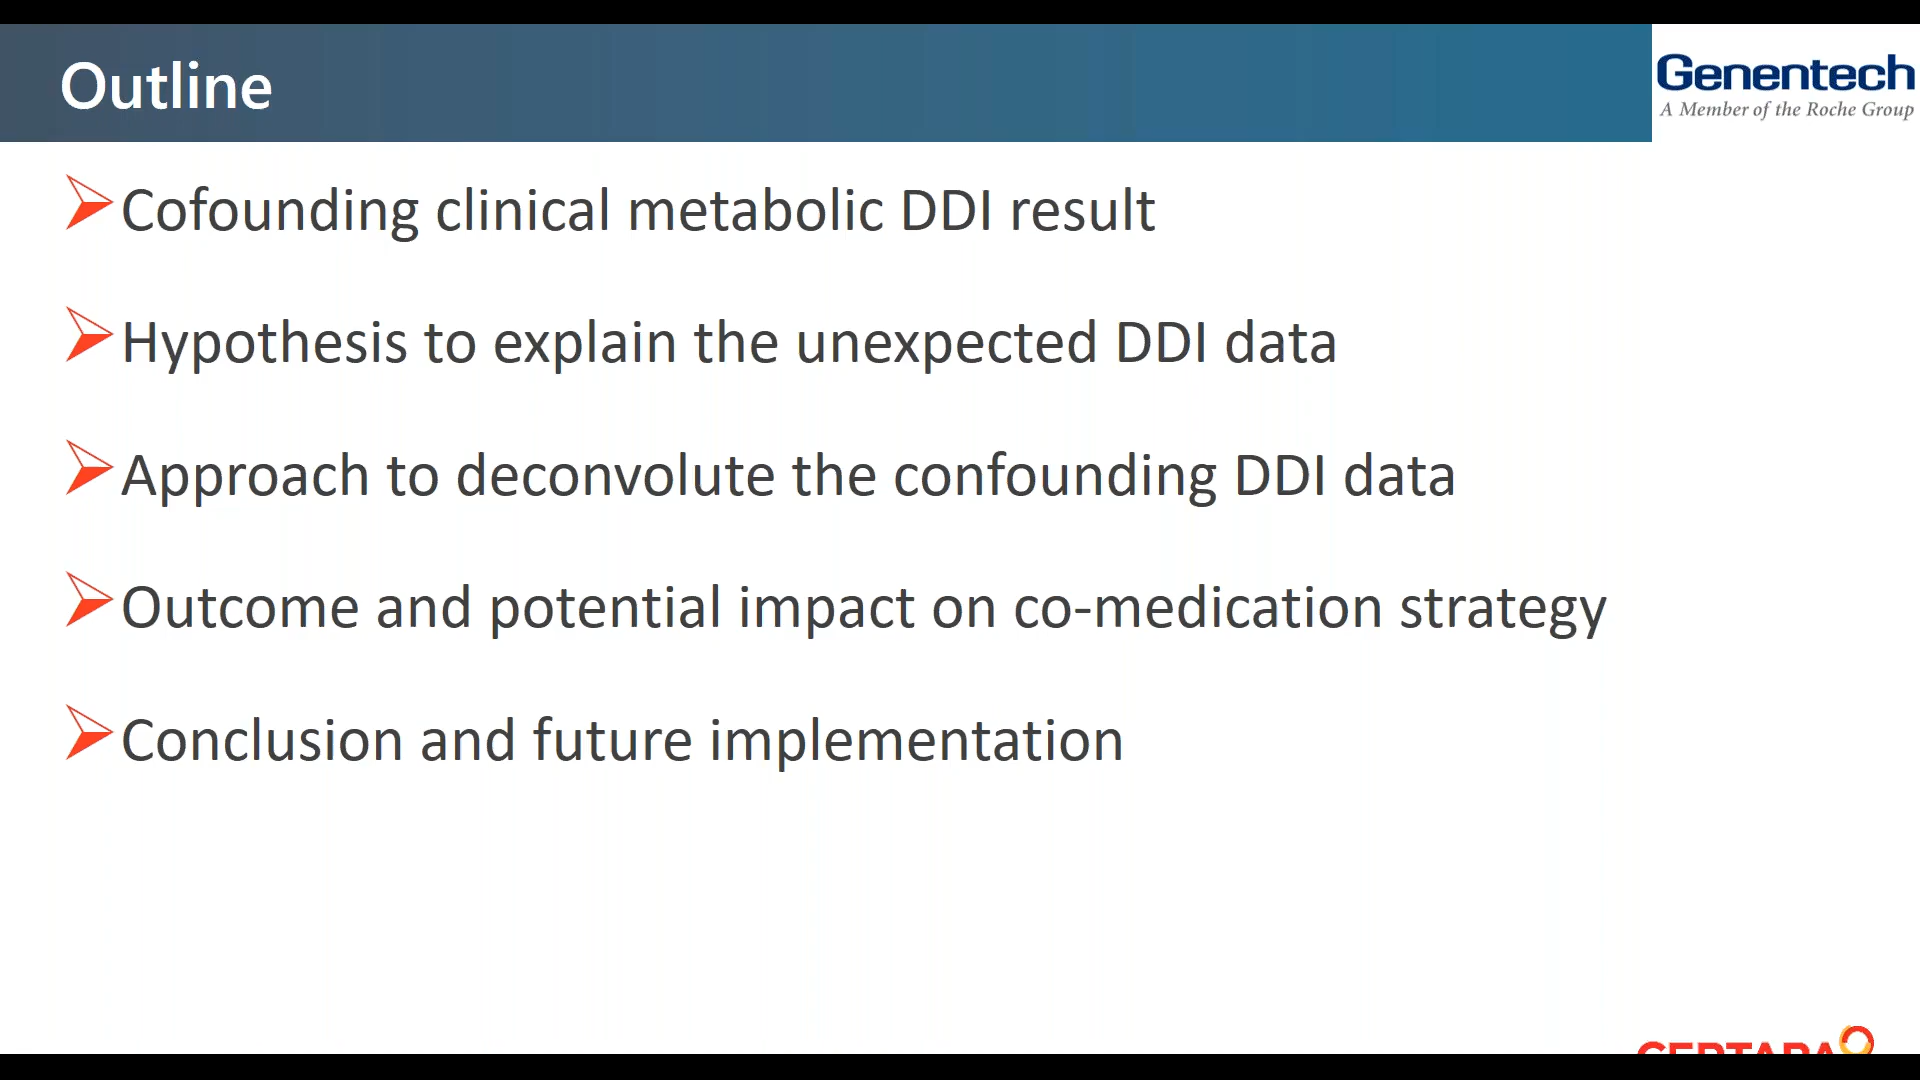 Outline
Genentech
A Member of the Roche Group
Cofounding clinical metabolic DDI result
Hypothesis to explain the unexpected DDI data
Approach to deconvolute the confounding DDI data
Outcome and potential impact on co-medication strategy
Conclusion and future implementation
CERTARA